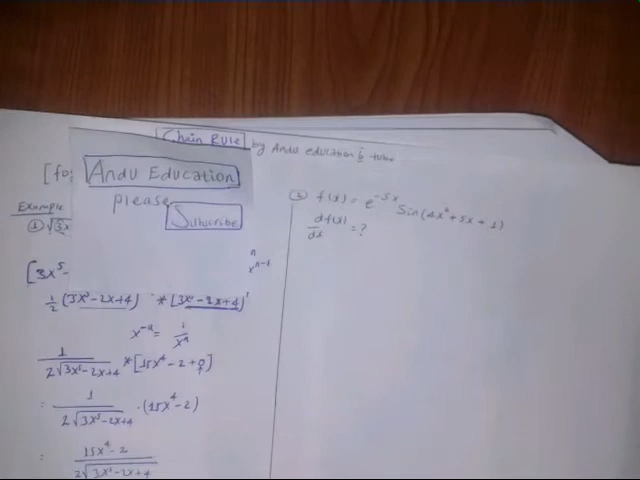 Chain Rule by Andu education & tutor
[fo
Andu Education
please
Subscribe
Example
① √3x
[3x⁵-
n
xⁿ⁻¹
½(3x⁵-2x+4) *[3x⁵-2x+4]'
x⁻ⁿ = 1/xⁿ
1/(2√3x⁵-2x+4) *[15x⁴-2+0]
: 1/(2√3x⁵-2x+4) ·(15x⁴-2)
: 15x⁴-2/(2√3x⁵-2x+4)
② f(x) = e⁻⁵ˣ Sin(4x²+5x+1)
df(x)/dx = ?